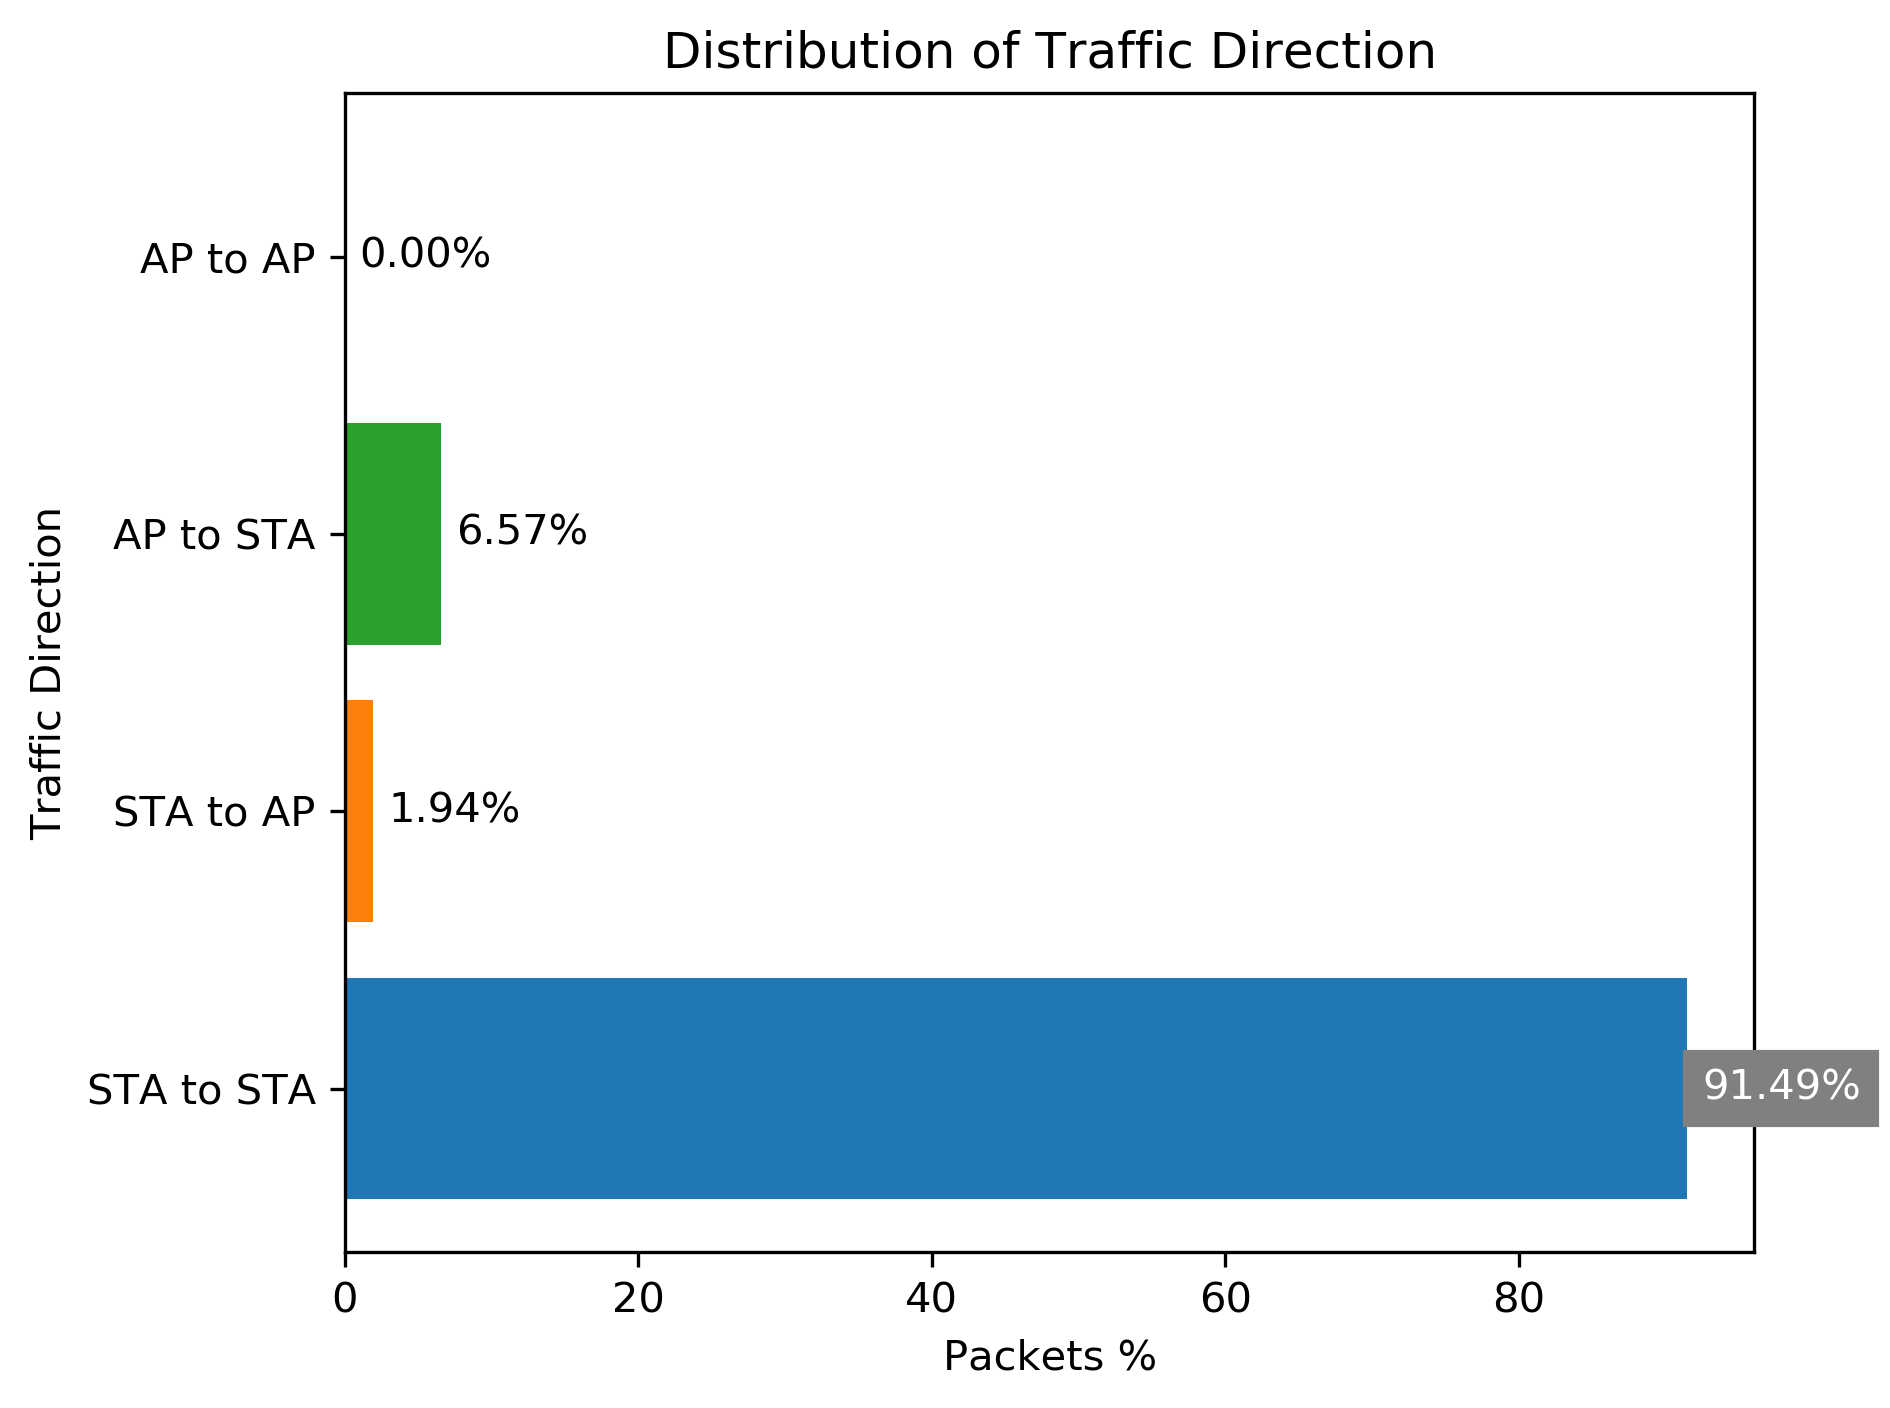 Distribution of Traffic Direction
Traffic Direction
AP to AP
0.00%
AP to STA
6.57%
STA to AP
1.94%
STA to STA
91.49%
0
20
40
60
80
Packets %